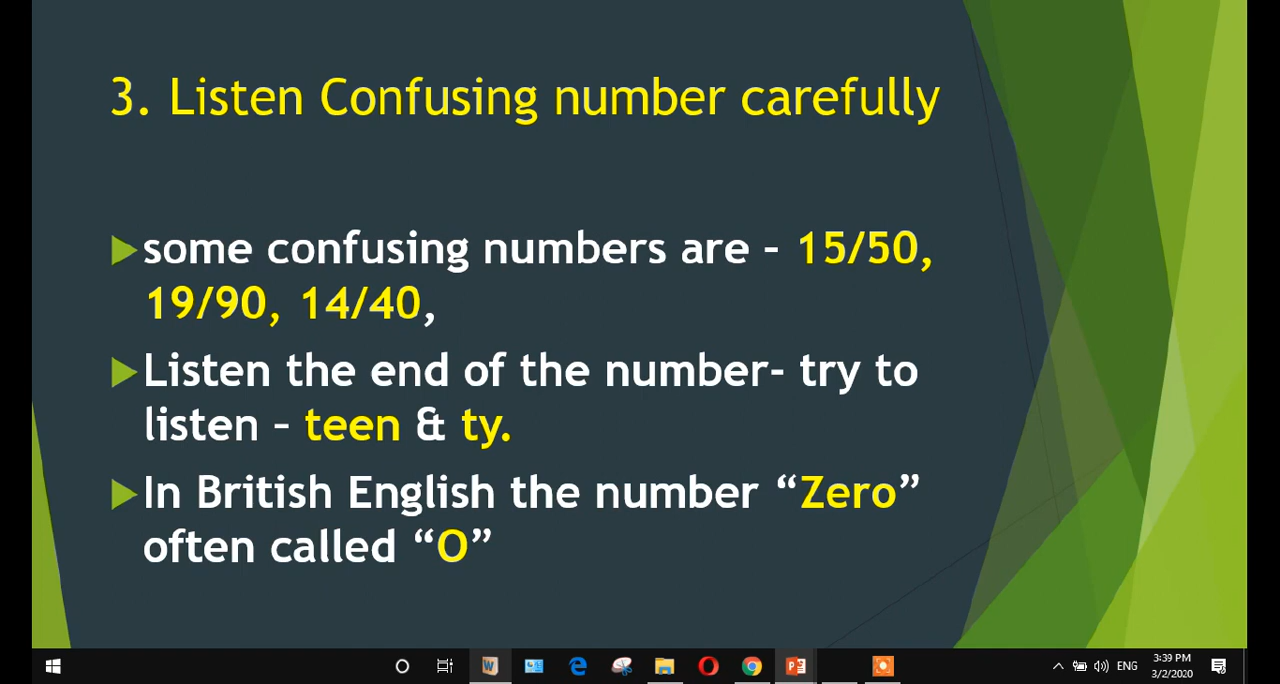 3. Listen Confusing number carefully
some confusing numbers are – 15/50,
19/90, 14/40,
Listen the end of the number- try to
listen – teen & ty.
In British English the number “Zero”
often called “O”
ENG
3:39 PM
3/2/2020